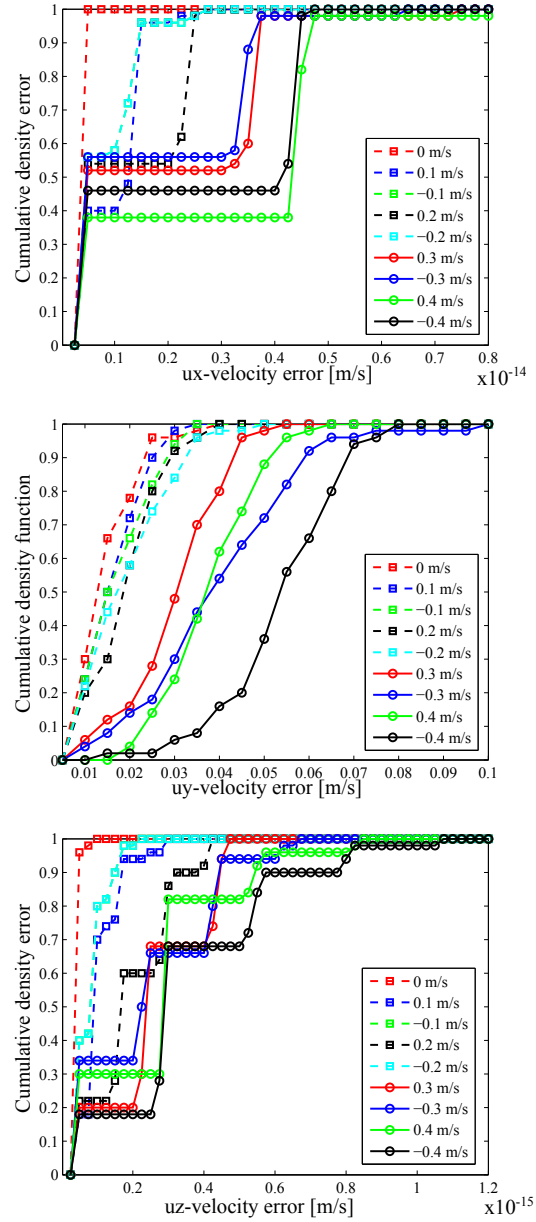 1
0.9
0.8
0.7
0.6
0.5
0.4
0.3
0.2
0.1
0
Cumulative density error
0 m/s
0.1 m/s
−0.1 m/s
0.2 m/s
−0.2 m/s
0.3 m/s
−0.3 m/s
0.4 m/s
−0.4 m/s
0.1 0.2 0.3 0.4 0.5 0.6 0.7 0.8
ux-velocity error [m/s]
x10⁻¹⁴
1
0.9
0.8
0.7
0.6
0.5
0.4
0.3
0.2
0.1
0
Cumulative density function
0 m/s
0.1 m/s
−0.1 m/s
0.2 m/s
−0.2 m/s
0.3 m/s
−0.3 m/s
0.4 m/s
−0.4 m/s
0.01 0.02 0.03 0.04 0.05 0.06 0.07 0.08 0.09 0.1
uy-velocity error [m/s]
1
0.9
0.8
0.7
0.6
0.5
0.4
0.3
0.2
0.1
0
Cumulative density error
0 m/s
0.1 m/s
−0.1 m/s
0.2 m/s
−0.2 m/s
0.3 m/s
−0.3 m/s
0.4 m/s
−0.4 m/s
0.2 0.4 0.6 0.8 1 1.2
uz-velocity error [m/s]
x10⁻¹⁵